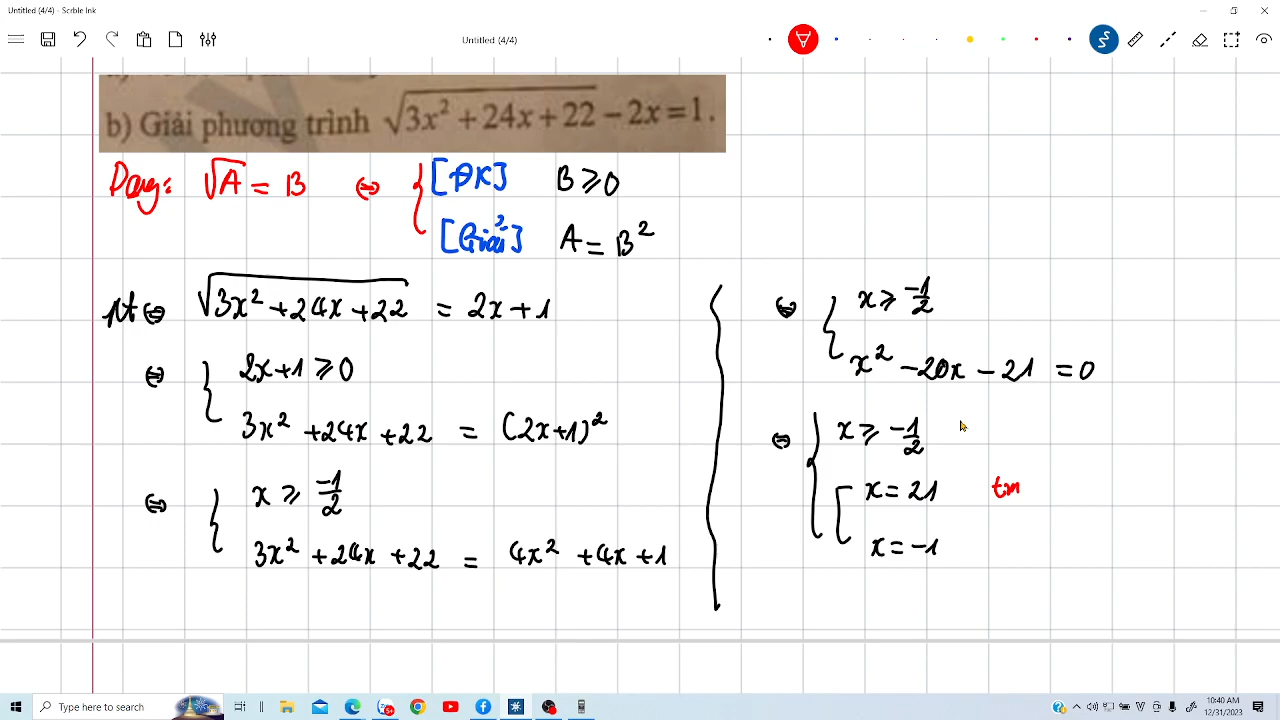 Untitled (4/4) - Scrble Ink
Untitled (4/4)
b) Giải phương trình √(3x² + 24x + 22) − 2x = 1.
Dạng: √A = B ⇔ { [ĐK] B ⩾ 0
[Giải] A = B²
pt ⇔ √(3x² + 24x + 22) = 2x + 1
⇔ { 2x + 1 ⩾ 0
3x² + 24x + 22 = (2x + 1)²
⇔ { x ⩾ -1/2
3x² + 24x + 22 = 4x² + 4x + 1
⇔ { x ⩾ -1/2
x² - 20x - 21 = 0
⇔ { x ⩾ -1/2
[ x = 21 tm
x = -1
Type here to search
10:40 AM
12/31/2023